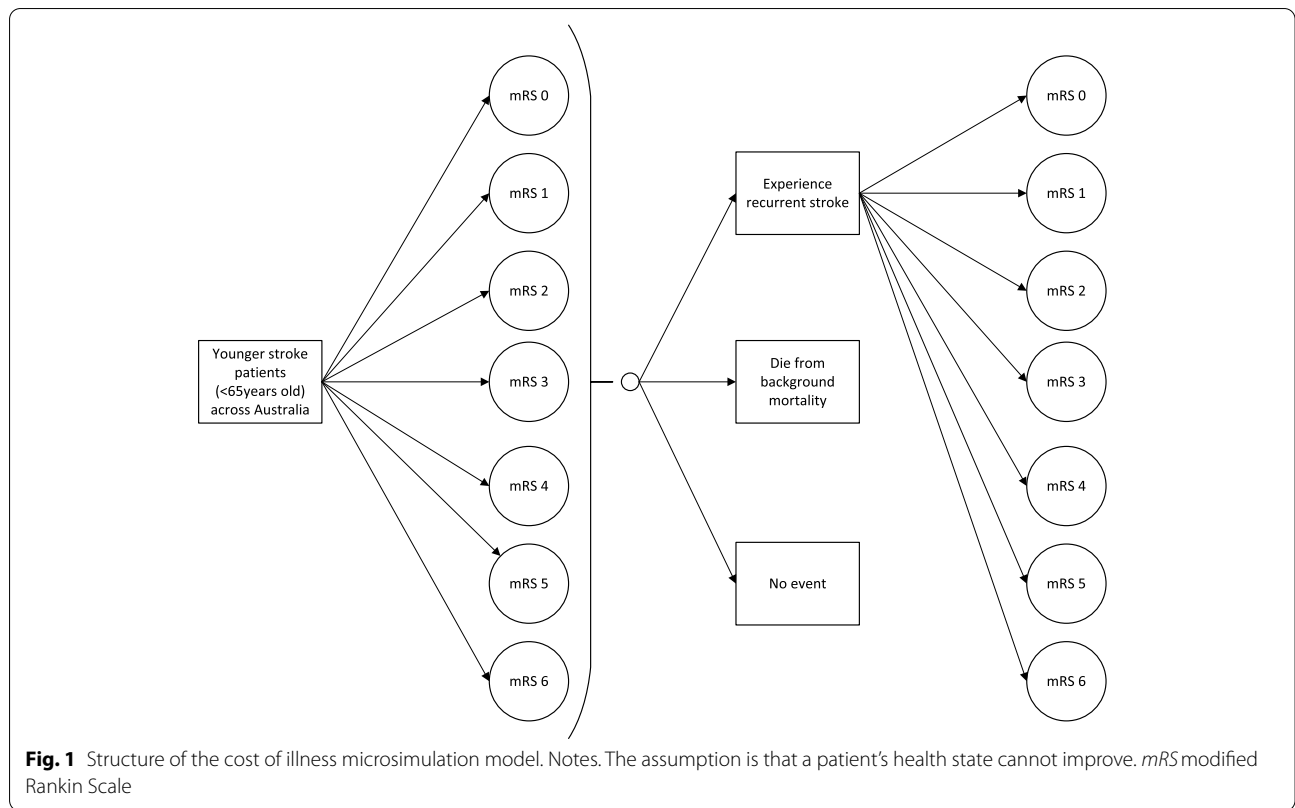 mRS 0
mRS 1
mRS 2
mRS 3
mRS 4
mRS 5
mRS 6
Younger stroke
patients
(<65years old)
across Australia
Experience
recurrent stroke
Die from
background
mortality
No event
mRS 0
mRS 1
mRS 2
mRS 3
mRS 4
mRS 5
mRS 6
Fig. 1 Structure of the cost of illness microsimulation model. Notes. The assumption is that a patient's health state cannot improve. mRS modified
Rankin Scale